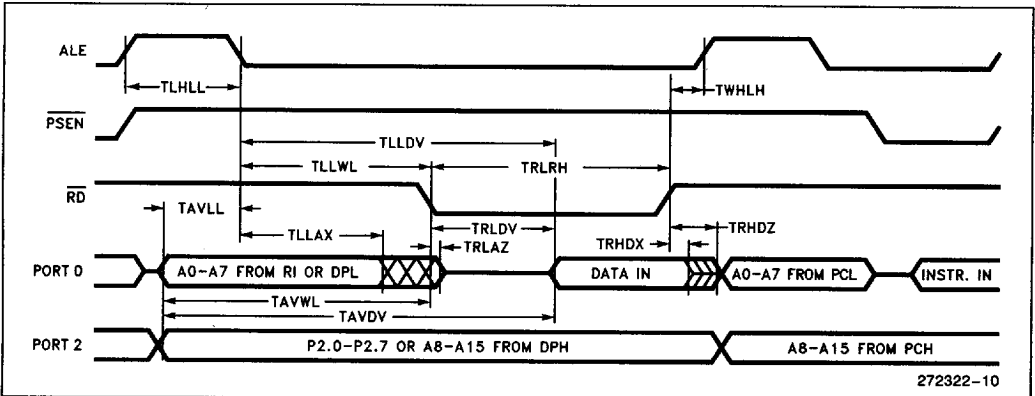 ALE
TLHLL
TWHLH
PSEN
TLLDV
TLLWL
TRLRH
RD
TAVLL
TRLDV
TRHDZ
TLLAX
TRLAZ
TRHDX
PORT 0
A0-A7 FROM RI OR DPL
DATA IN
A0-A7 FROM PCL
INSTR. IN
TAVWL
TAVDV
PORT 2
P2.0-P2.7 OR A8-A15 FROM DPH
A8-A15 FROM PCH
272322-10